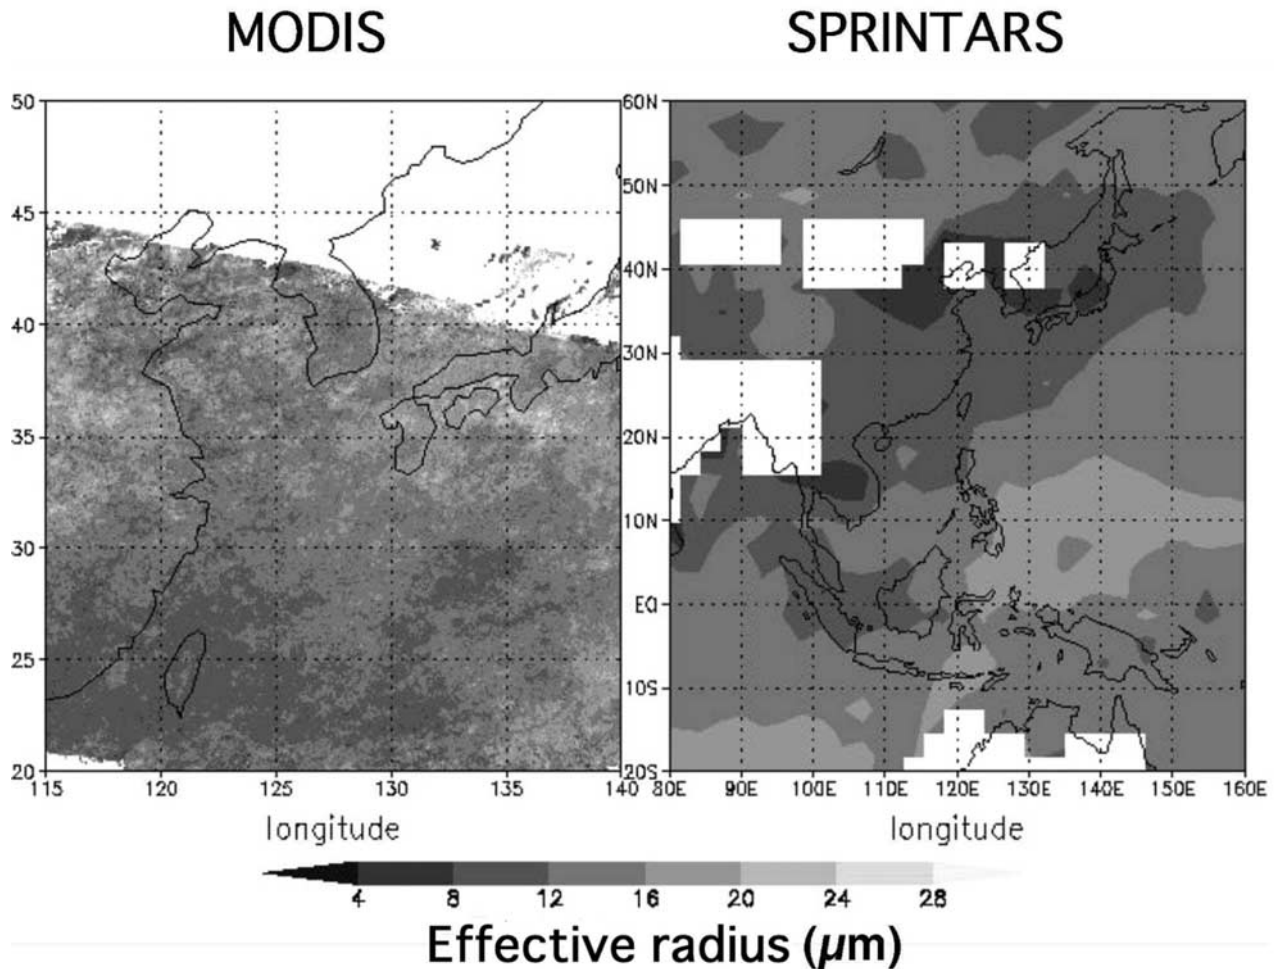 MODIS SPRINTARS
50 60N
45 50N
40N
40 30N
35 20N
10N
30 EQ
25 10S
20 20S
115 120 125 130 135 140 80E 90E 100E 110E 120E 130E 140E 150E 160E
longitude longitude
4 8 12 16 20 24 28
Effective radius (μm)